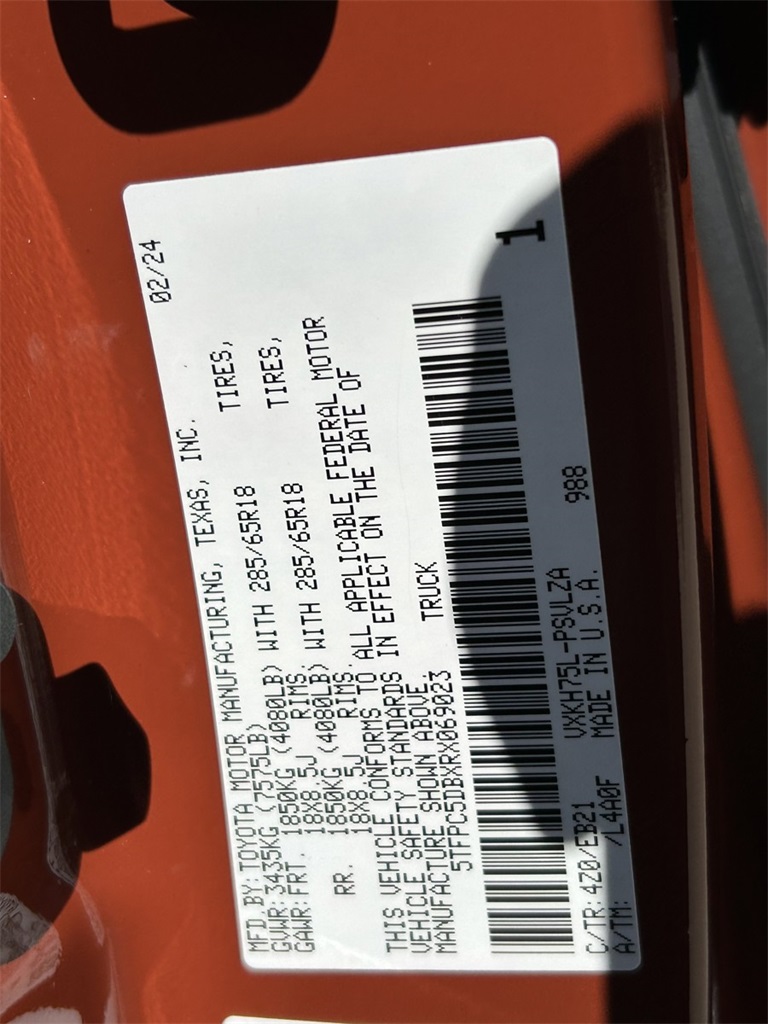 02/24
MFD.BY:TOYOTA MOTOR MANUFACTURING, TEXAS, INC.
GVWR:3435KG (7575LB)
GAWR:FRT. 1850KG (4080LB) WITH 285/65R18 TIRES,
18X8.5J RIMS.
RR. 1850KG (4080LB) WITH 285/65R18 TIRES,
18X8.5J RIMS.
THIS VEHICLE CONFORMS TO ALL APPLICABLE FEDERAL MOTOR
VEHICLE SAFETY STANDARDS IN EFFECT ON THE DATE OF
MANUFACTURE SHOWN ABOVE.
5TFPC5DBXRX069023 TRUCK
1
C/TR:4Z0/EB21 VXKH75L-PSVLZA 988
A/TM: /L4A0F MADE IN U.S.A.